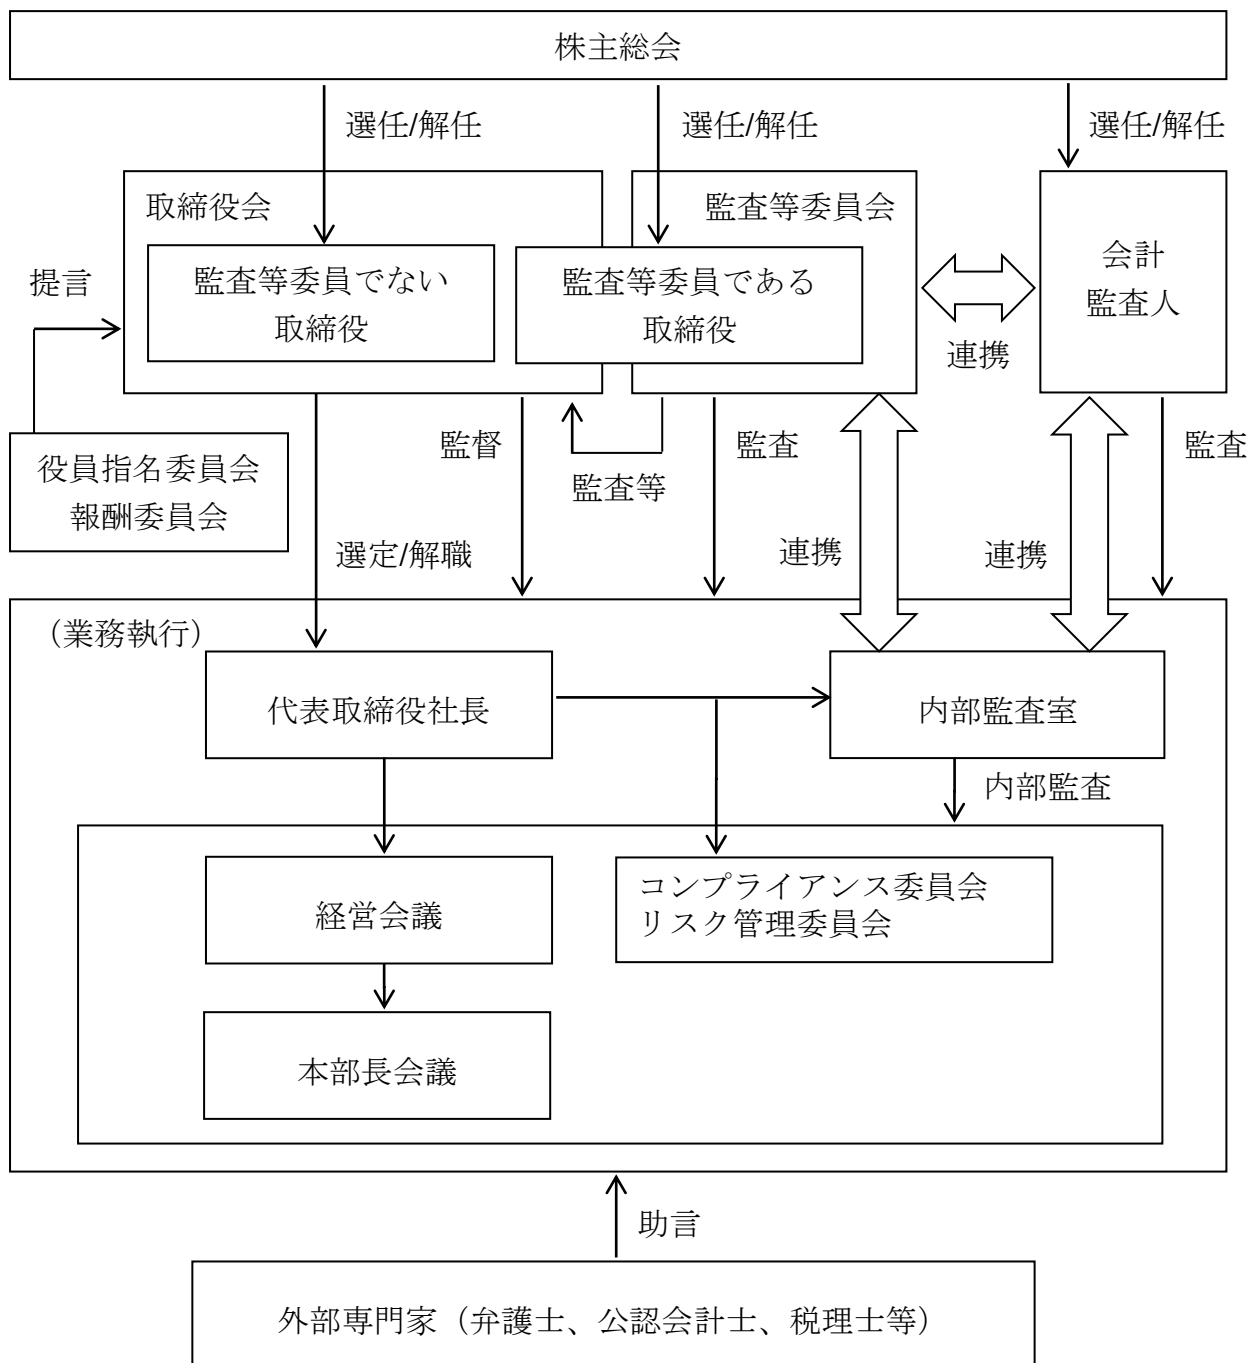 株主総会
選任/解任
選任/解任
選任/解任
取締役会
監査等委員会
監査等委員でない
取締役
監査等委員である
取締役
会計
監査人
提言
連携
役員指名委員会
報酬委員会
監督
監査等
監査
監査
選定/解職
連携
連携
（業務執行）
代表取締役社長
内部監査室
内部監査
経営会議
コンプライアンス委員会
リスク管理委員会
本部長会議
助言
外部専門家（弁護士、公認会計士、税理士等）